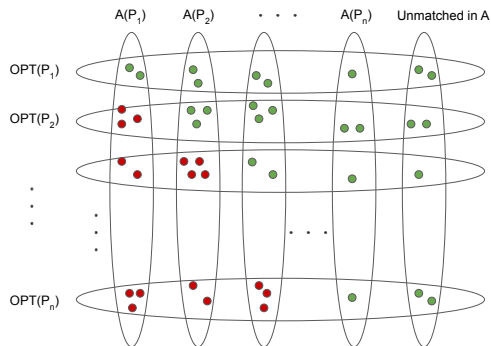 A(P₁) A(P₂) . . . A(Pₙ) Unmatched in A
OPT(P₁)
OPT(P₂)
. . .
OPT(Pₙ)